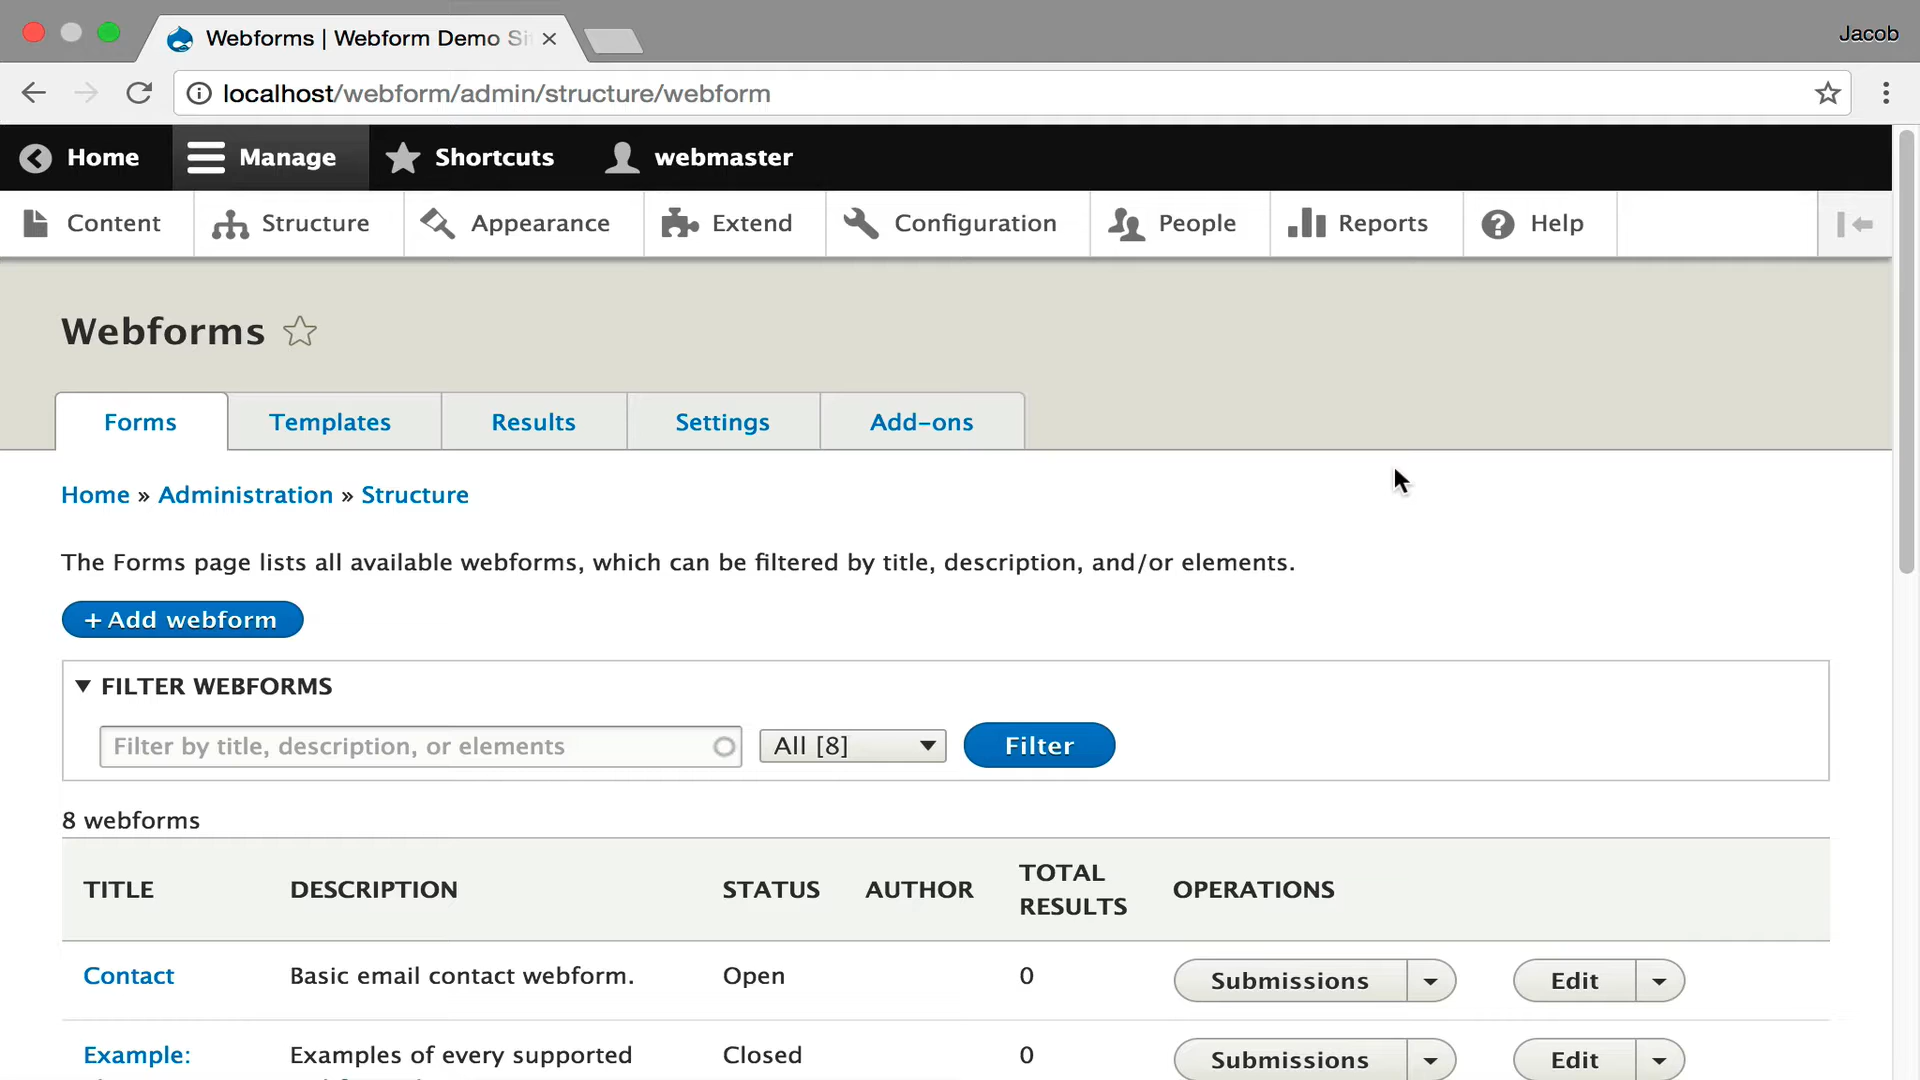 Webforms | Webform Demo Si
Jacob
localhost/webform/admin/structure/webform
Home Manage Shortcuts webmaster
Content Structure Appearance Extend Configuration People Reports Help
Webforms
Forms Templates Results Settings Add-ons
Home » Administration » Structure
The Forms page lists all available webforms, which can be filtered by title, description, and/or elements.
+ Add webform
▼ FILTER WEBFORMS
Filter by title, description, or elements All [8] Filter
8 webforms
TITLE DESCRIPTION STATUS AUTHOR TOTAL RESULTS OPERATIONS
Contact Basic email contact webform. Open 0 Submissions Edit
Example: Examples of every supported Closed 0 Submissions Edit